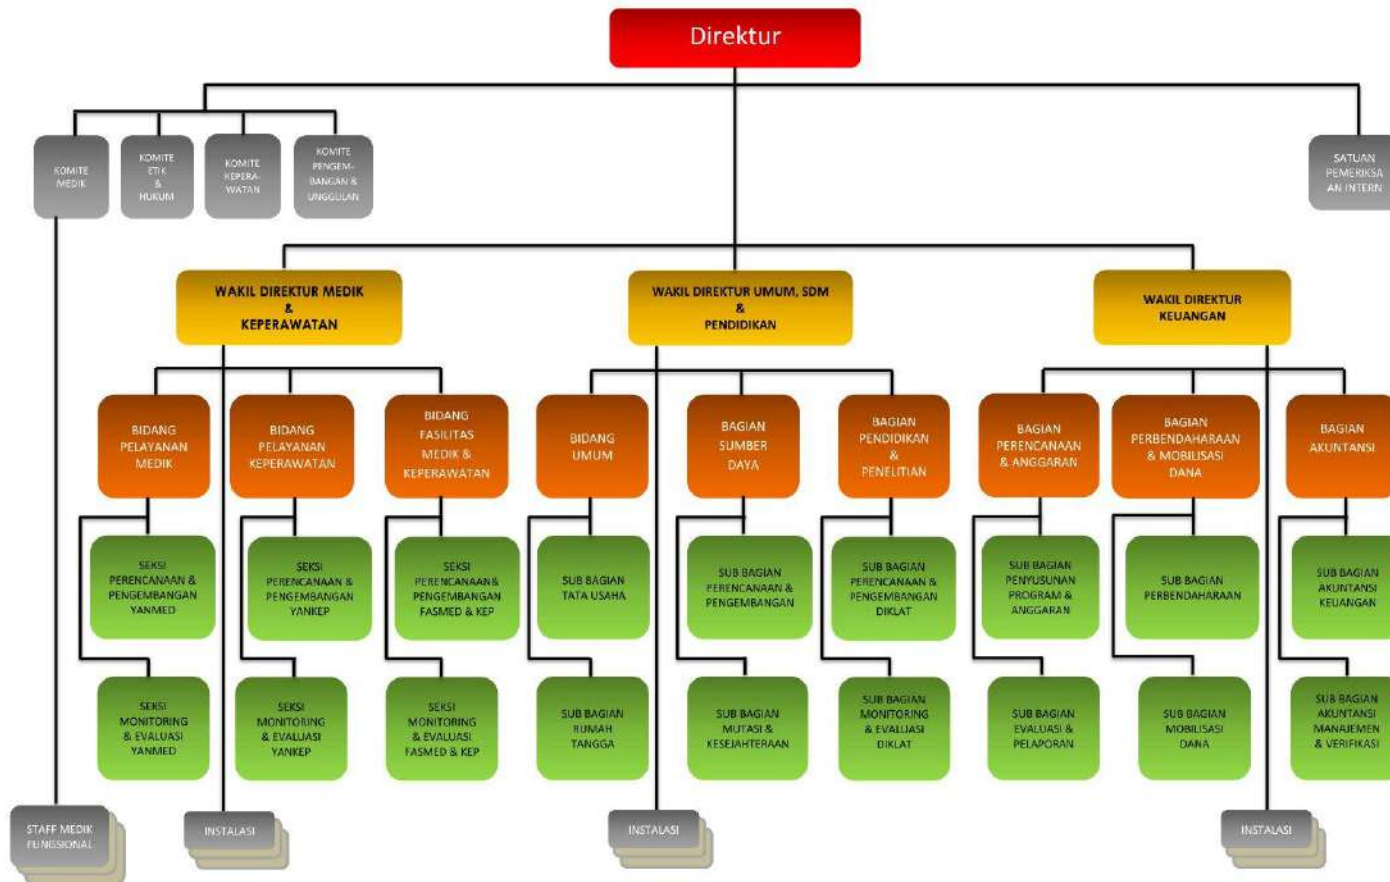 Direktur
KOMITE
MEDIK
KOMITE
ETIK
&
HUKUM
KOMITE
KEPERA-
WATAN
KOMITE
PENGEM-
BANGAN &
UNGGULAN
SATUAN
PEMERIKSA
AN INTERN
WAKIL DIREKTUR MEDIK
&
KEPERAWATAN
WAKIL DIREKTUR UMUM, SDM
&
PENDIDIKAN
WAKIL DIREKTUR
KEUANGAN
BIDANG
PELAYANAN
MEDIK
BIDANG
PELAYANAN
KEPERAWATAN
BIDANG
FASILITAS
MEDIK &
KEPERAWATAN
BIDANG
UMUM
BAGIAN
SUMBER
DAYA
BAGIAN
PENDIDIKAN
&
PENELITIAN
BAGIAN
PERENCANAAN
& ANGGARAN
BAGIAN
PERBENDAHARAAN
& MOBILISASI
DANA
BAGIAN
AKUNTANSI
SEKSI
PERENCANAAN &
PENGEMBANGAN
YANMED
SEKSI
PERENCANAAN &
PENGEMBANGAN
YANKEP
SEKSI
PERENCANAAN&
PENGEMBANGAN
FASMED & KEP
SUB BAGIAN
TATA USAHA
SUB BAGIAN
PERENCANAAN &
PENGEMBANGAN
SUB BAGIAN
PERENCANAAN &
PENGEMBANGAN
DIKLAT
SUB BAGIAN
PENYUSUNAN
PROGRAM &
ANGGARAN
SUB BAGIAN
PERBENDAHARAAN
SUB BAGIAN
AKUNTANSI
KEUANGAN
SEKSI
MONITORING
& EVALUASI
YANMED
SEKSI
MONITORING
& EVALUASI
YANKEP
SEKSI
MONITORING
& EVALUASI
FASMED & KEP
SUB BAGIAN
RUMAH
TANGGA
SUB BAGIAN
MUTASI &
KESEJAHTERAAN
SUB BAGIAN
MONITORING
& EVALUASI
DIKLAT
SUB BAGIAN
EVALUASI &
PELAPORAN
SUB BAGIAN
MOBILISASI
DANA
SUB BAGIAN
AKUNTANSI
MANAJEMEN
& VERIFIKASI
STAFF MEDIK
FUNGSIONAL
INSTALASI
INSTALASI
INSTALASI